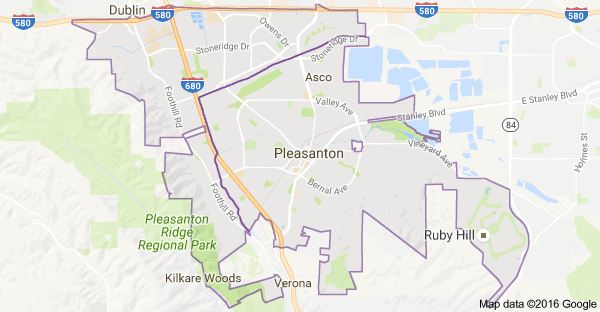 Dublin
580
580
580
580
Owens Dr
Stoneridge Dr
Stoneridge Dr
680
Asco
Foothill Rd
Valley Ave
E Stanley Blvd
Stanley Blvd
84
Holmes St
Vineyard Ave
Pleasanton
Bernal Ave
Foothill Rd
Pleasanton
Ridge
Regional Park
Ruby Hill
Kilkare Woods
Verona
Map data ©2016 Google